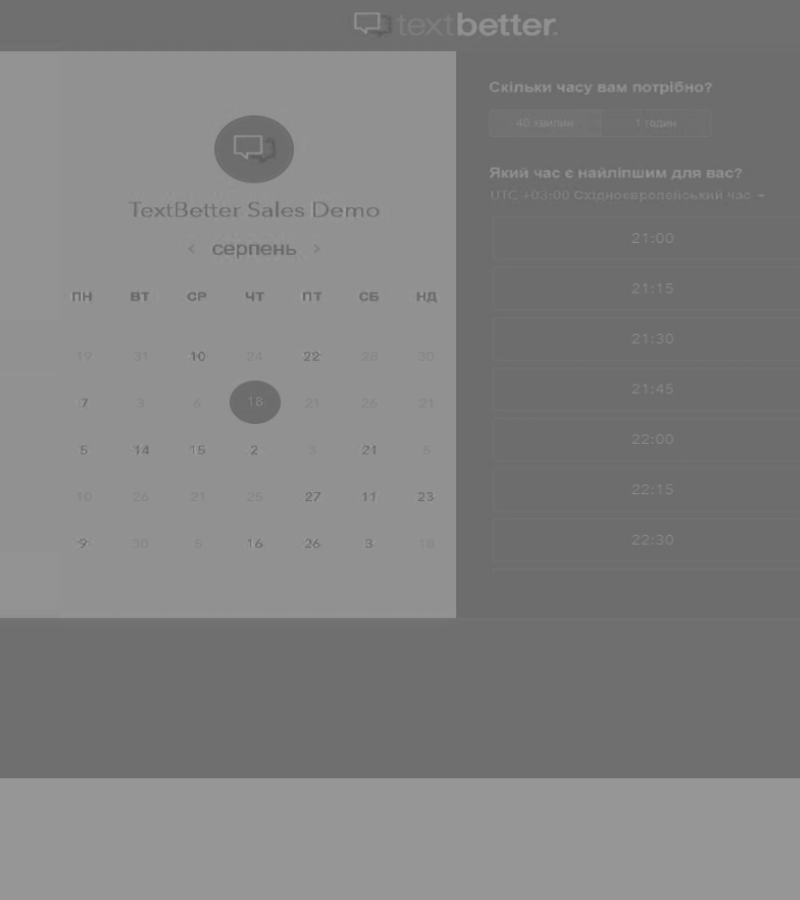 textbetter.
TextBetter Sales Demo
< серпень >
ПН ВТ СР ЧТ ПТ СБ НД
19 31 10 24 22 28 30
7 3 6 18 21 26 21
5 14 15 2 3 21 5
10 26 21 25 27 11 23
9 30 5 16 26 3 18
Скільки часу вам потрібно?
40 хвилин 1 годин
Який час є найліпшим для вас?
UTC +03:00 Східноєвропейський час
21:00
21:15
21:30
21:45
22:00
22:15
22:30